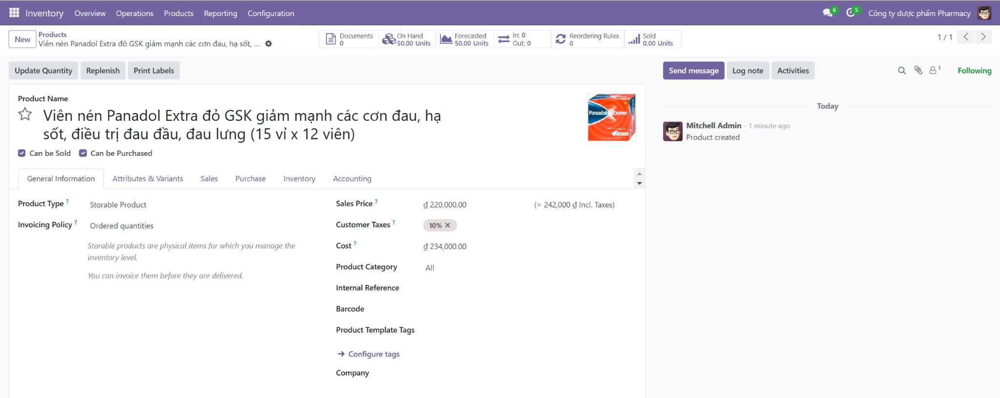 Inventory Overview Operations Products Reporting Configuration 6 5 Công ty dược phẩm Pharmacy
New Products
Viên nén Panadol Extra đỏ GSK giảm mạnh các cơn đau, hạ sốt, ...
Documents
0
On Hand
50.00 Units
Forecasted
50.00 Units
In: 0
Out: 0
Reordering Rules
0
Sold
0.00 Units
1 / 1
Update Quantity Replenish Print Labels
Send message Log note Activities 1 Following
Product Name
Viên nén Panadol Extra đỏ GSK giảm mạnh các cơn đau, hạ
sốt, điều trị đau đầu, đau lưng (15 vỉ x 12 viên)
Panadol Extra
Can be Sold Can be Purchased
Today
Mitchell Admin - 1 minute ago
Product created
General Information Attributes & Variants Sales Purchase Inventory Accounting
Product Type ? Storable Product
Invoicing Policy ? Ordered quantities
Storable products are physical items for which you manage the
inventory level.
You can invoice them before they are delivered.
Sales Price ? ₫ 220,000.00 (= 242,000 ₫ Incl. Taxes)
Customer Taxes ? 10% ✕
Cost ? ₫ 234,000.00
Product Category All
Internal Reference
Barcode
Product Template Tags
→ Configure tags
Company